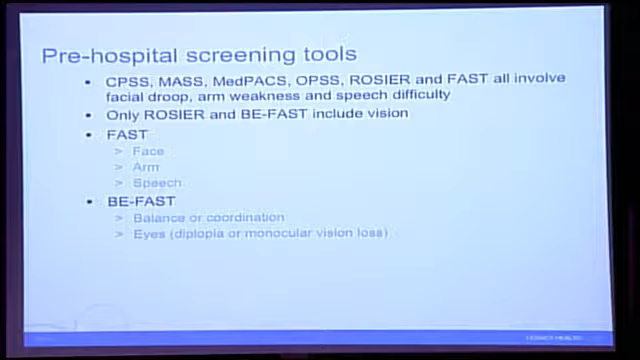 Pre-hospital screening tools
• CPSS, MASS, MedPACS, OPSS, ROSIER and FAST all involve
facial droop, arm weakness and speech difficulty
• Only ROSIER and BE-FAST include vision
• FAST
> Face
> Arm
> Speech
• BE-FAST
> Balance or coordination
> Eyes (diplopia or monocular vision loss)
LEGACY HEALTH